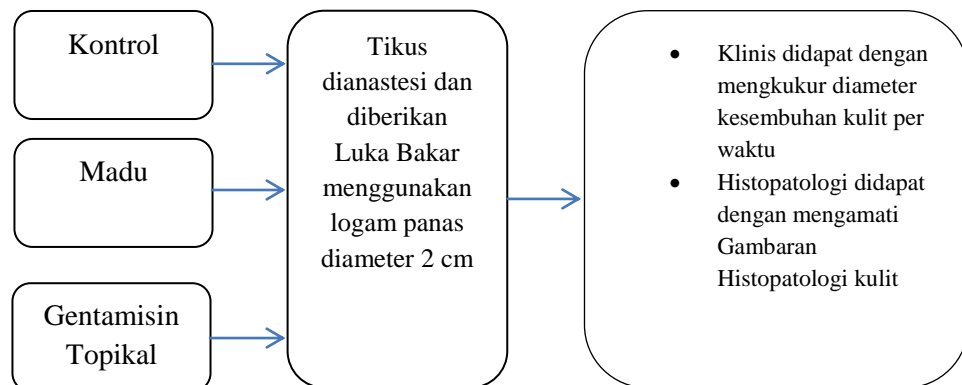 Kontrol
Madu
Gentamisin
Topikal
Tikus
dianastesi dan
diberikan
Luka Bakar
menggunakan
logam panas
diameter 2 cm
• Klinis didapat dengan
mengkukur diameter
kesembuhan kulit per
waktu
• Histopatologi didapat
dengan mengamati
Gambaran
Histopatologi kulit